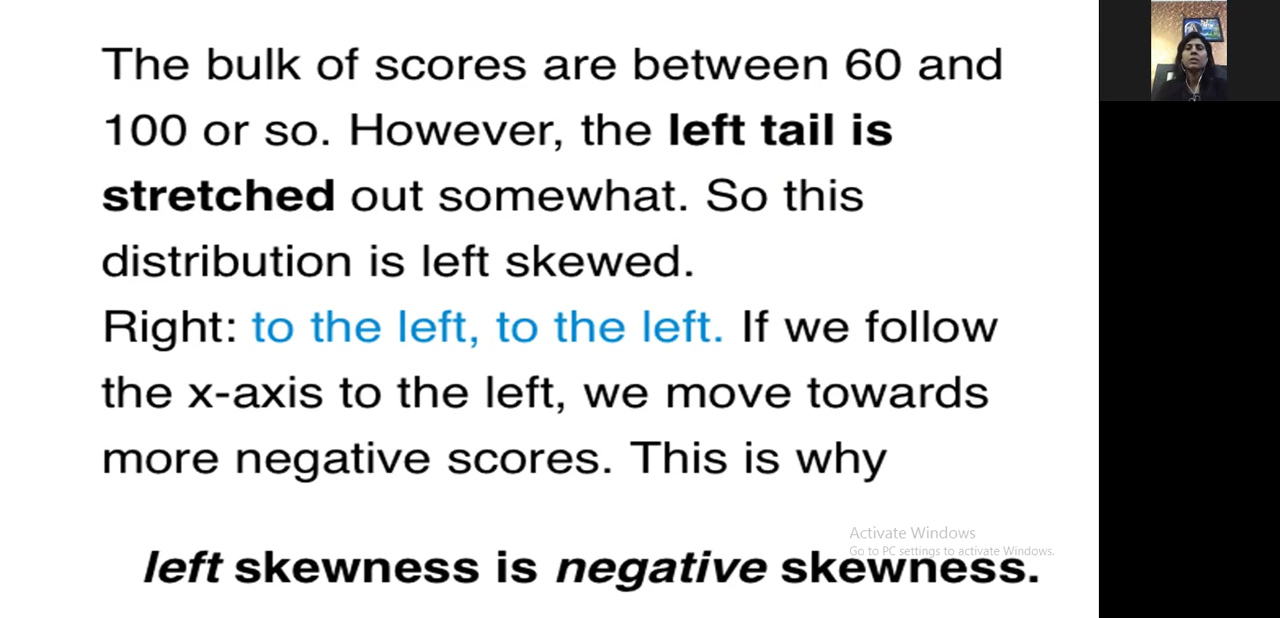 The bulk of scores are between 60 and
100 or so. However, the left tail is
stretched out somewhat. So this
distribution is left skewed.
Right: to the left, to the left. If we follow
the x-axis to the left, we move towards
more negative scores. This is why
left skewness is negative skewness.
Activate Windows
Go to PC settings to activate Windows.